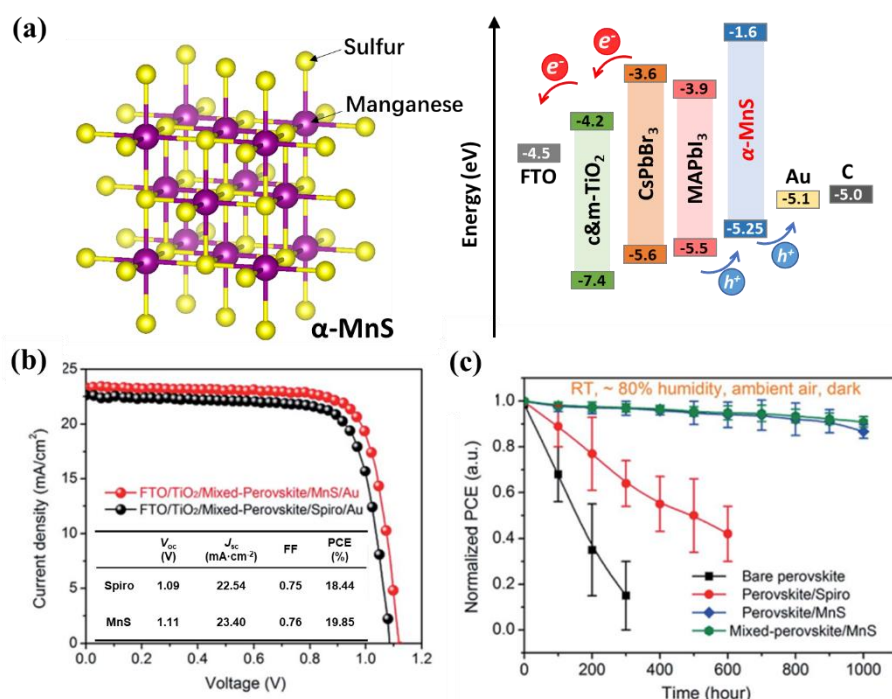 (a)
Sulfur
Manganese
α-MnS
Energy (eV)
e⁻
e⁻
-4.5
FTO
-4.2
c&m-TiO₂
-7.4
-3.6
CsPbBr₃
-5.6
-3.9
MAPbI₃
-5.5
-1.6
α-MnS
-5.25
Au
-5.1
C
-5.0
h⁺
h⁺
(b)
25
20
15
10
5
0
Current density (mA/cm²)
FTO/TiO₂/Mixed-Perovskite/MnS/Au
FTO/TiO₂/Mixed-Perovskite/Spiro/Au
Voc (V) Jsc (mA·cm⁻²) FF PCE (%)
Spiro 1.09 22.54 0.75 18.44
MnS 1.11 23.40 0.76 19.85
0.0 0.2 0.4 0.6 0.8 1.0 1.2
Voltage (V)
(c)
RT, ~ 80% humidity, ambient air, dark
1.0
0.8
0.6
0.4
0.2
0.0
Normalized PCE (a.u.)
Bare perovskite
Perovskite/Spiro
Perovskite/MnS
Mixed-perovskite/MnS
0 200 400 600 800 1000
Time (hour)